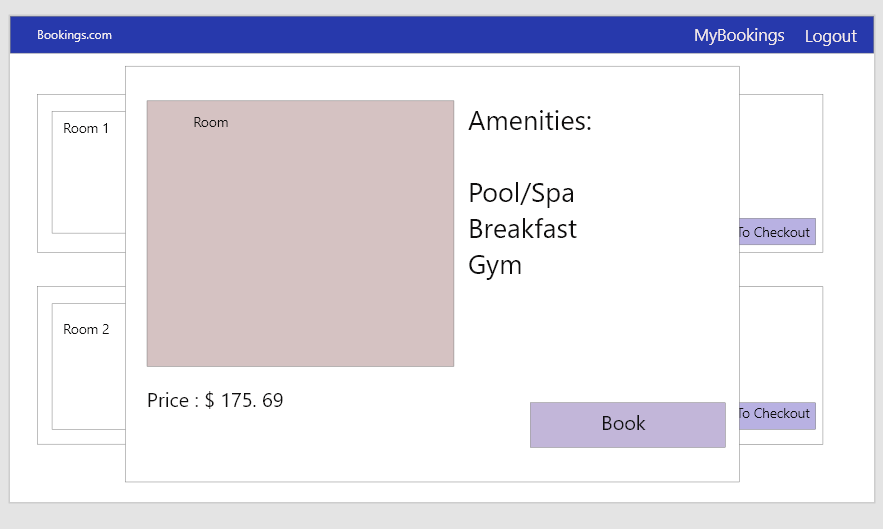 Bookings.com
MyBookings
Logout
Room 1
Room
Amenities:
Pool/Spa
Breakfast
Gym
To Checkout
Room 2
Price : $ 175. 69
Book
To Checkout